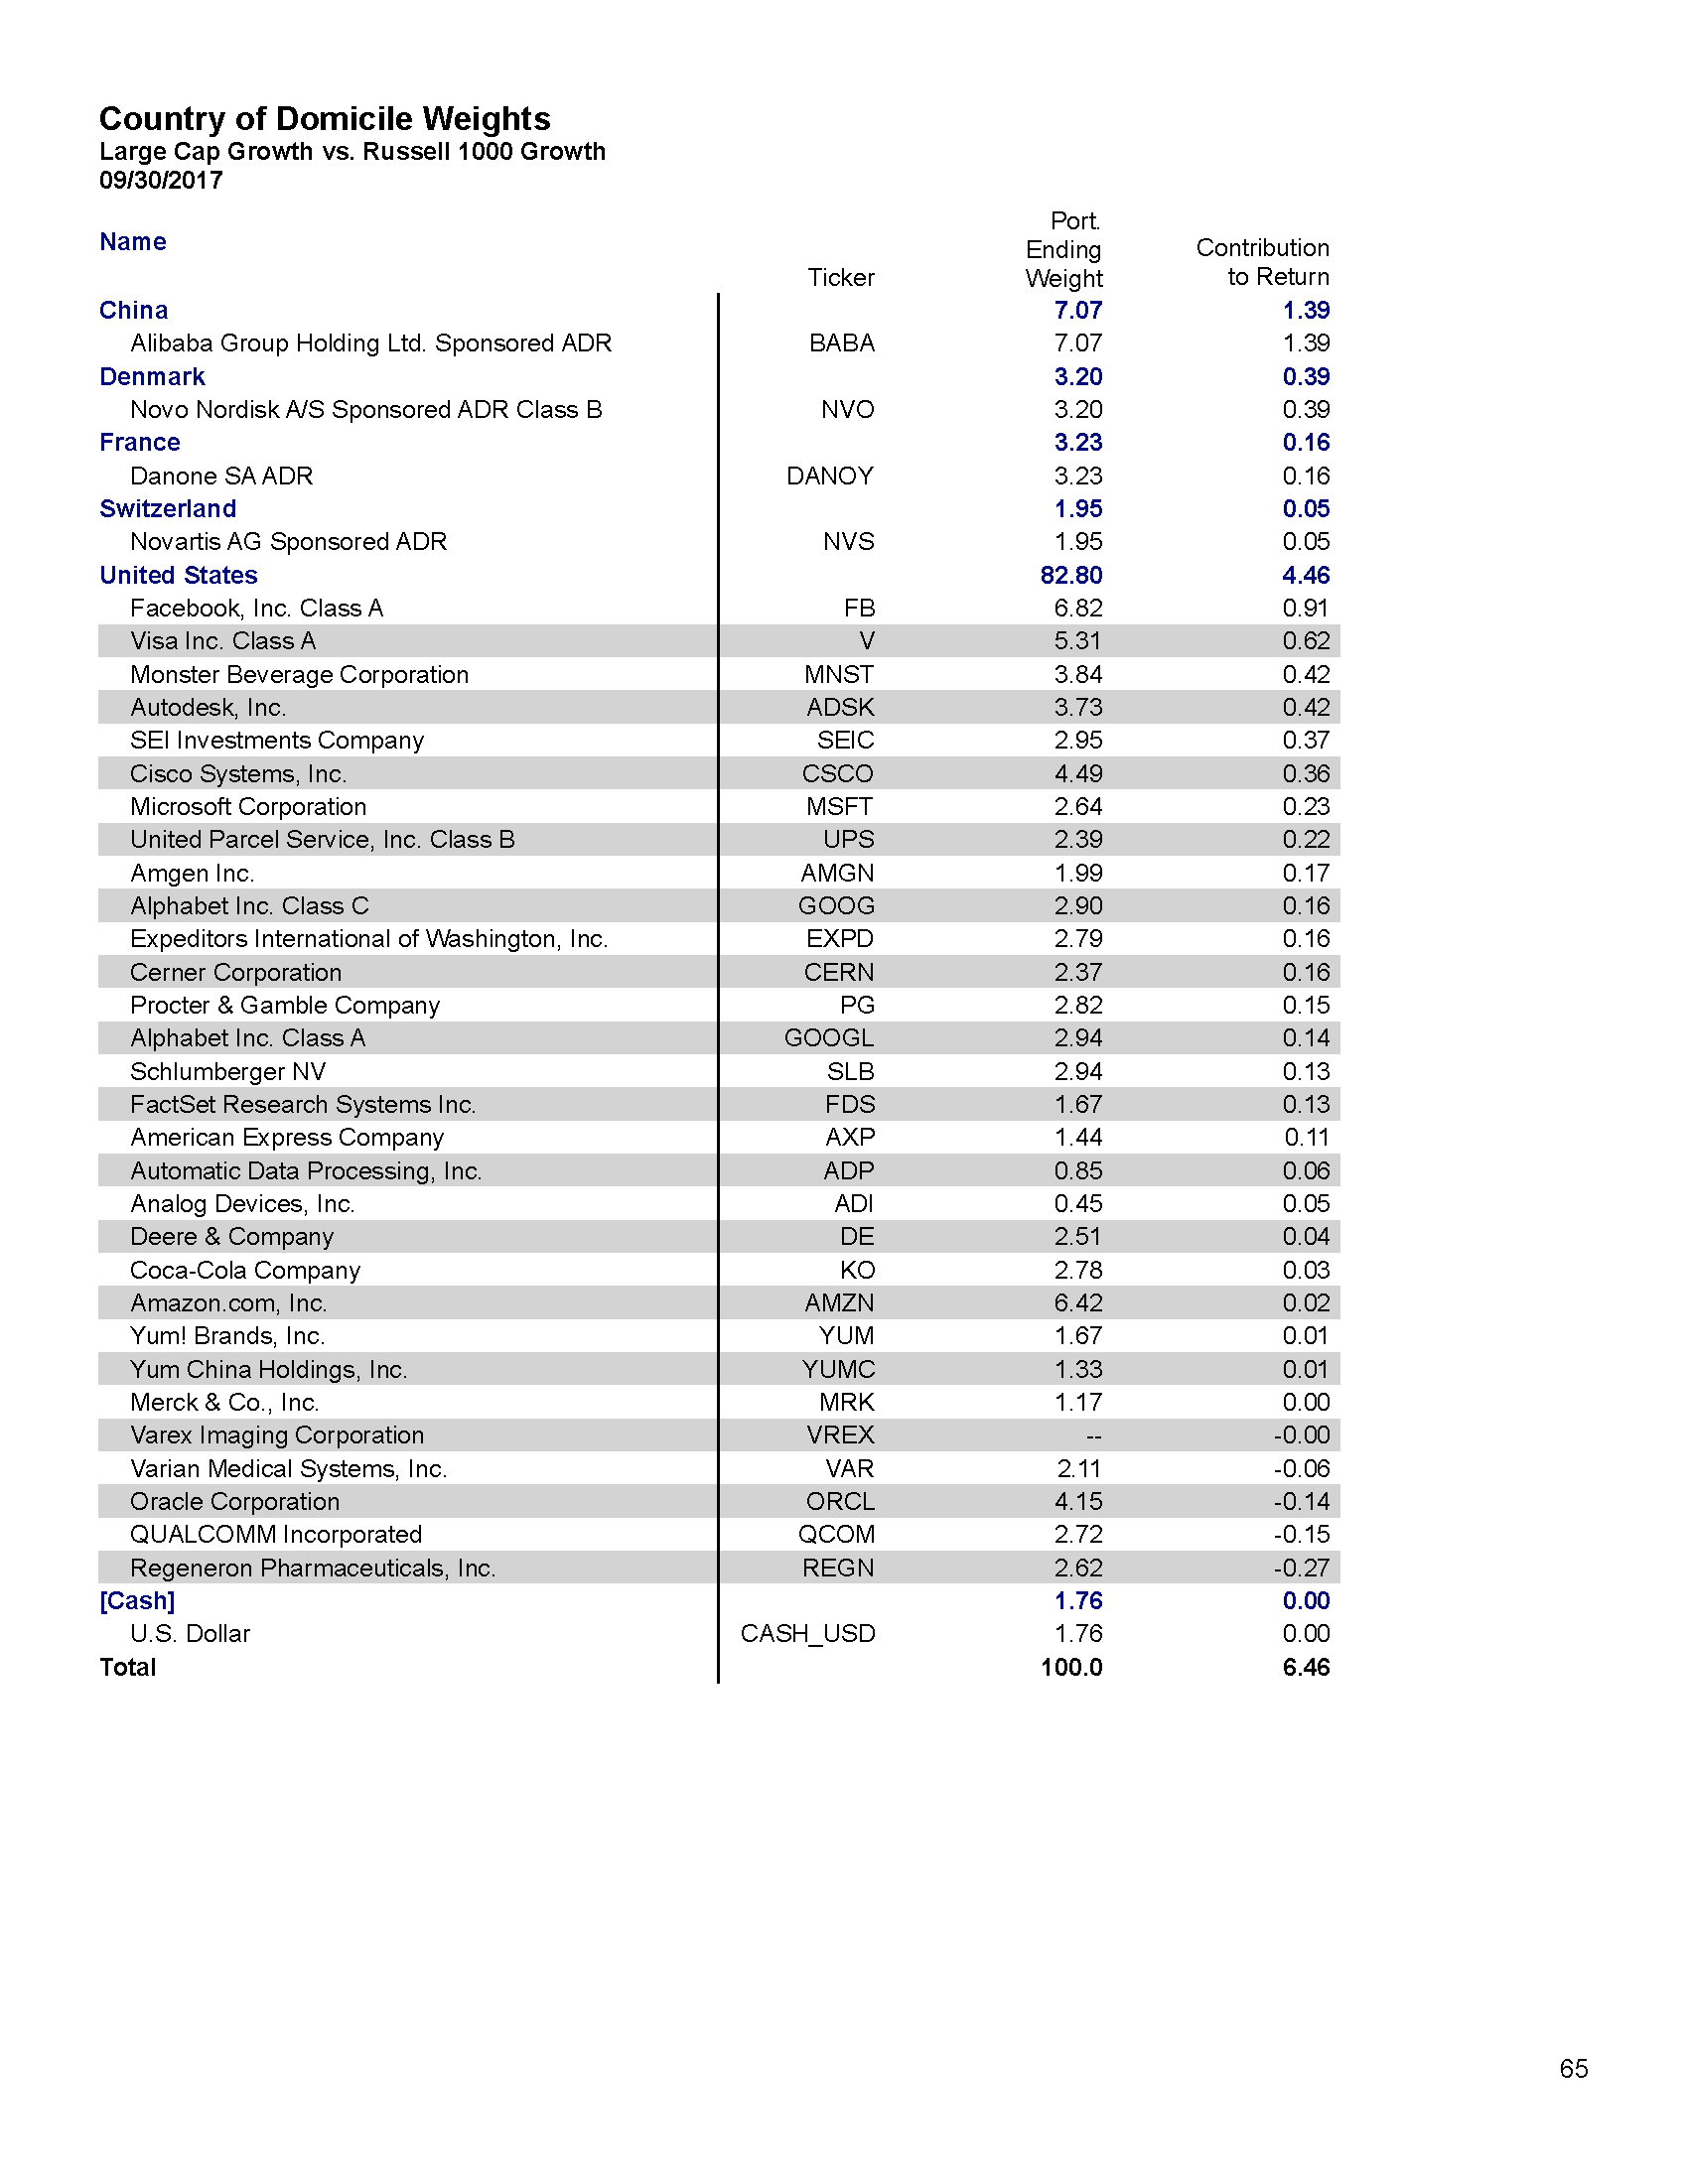 Country of Domicile Weights
Large Cap Growth vs. Russell 1000 Growth
09/30/2017
Name Ticker Port. Ending Weight Contribution to Return
China 7.07 1.39
Alibaba Group Holding Ltd. Sponsored ADR BABA 7.07 1.39
Denmark 3.20 0.39
Novo Nordisk A/S Sponsored ADR Class B NVO 3.20 0.39
France 3.23 0.16
Danone SA ADR DANOY 3.23 0.16
Switzerland 1.95 0.05
Novartis AG Sponsored ADR NVS 1.95 0.05
United States 82.80 4.46
Facebook, Inc. Class A FB 6.82 0.91
Visa Inc. Class A V 5.31 0.62
Monster Beverage Corporation MNST 3.84 0.42
Autodesk, Inc. ADSK 3.73 0.42
SEI Investments Company SEIC 2.95 0.37
Cisco Systems, Inc. CSCO 4.49 0.36
Microsoft Corporation MSFT 2.64 0.23
United Parcel Service, Inc. Class B UPS 2.39 0.22
Amgen Inc. AMGN 1.99 0.17
Alphabet Inc. Class C GOOG 2.90 0.16
Expeditors International of Washington, Inc. EXPD 2.79 0.16
Cerner Corporation CERN 2.37 0.16
Procter & Gamble Company PG 2.82 0.15
Alphabet Inc. Class A GOOGL 2.94 0.14
Schlumberger NV SLB 2.94 0.13
FactSet Research Systems Inc. FDS 1.67 0.13
American Express Company AXP 1.44 0.11
Automatic Data Processing, Inc. ADP 0.85 0.06
Analog Devices, Inc. ADI 0.45 0.05
Deere & Company DE 2.51 0.04
Coca-Cola Company KO 2.78 0.03
Amazon.com, Inc. AMZN 6.42 0.02
Yum! Brands, Inc. YUM 1.67 0.01
Yum China Holdings, Inc. YUMC 1.33 0.01
Merck & Co., Inc. MRK 1.17 0.00
Varex Imaging Corporation VREX -- -0.00
Varian Medical Systems, Inc. VAR 2.11 -0.06
Oracle Corporation ORCL 4.15 -0.14
QUALCOMM Incorporated QCOM 2.72 -0.15
Regeneron Pharmaceuticals, Inc. REGN 2.62 -0.27
[Cash] 1.76 0.00
U.S. Dollar CASH_USD 1.76 0.00
Total 100.0 6.46
65